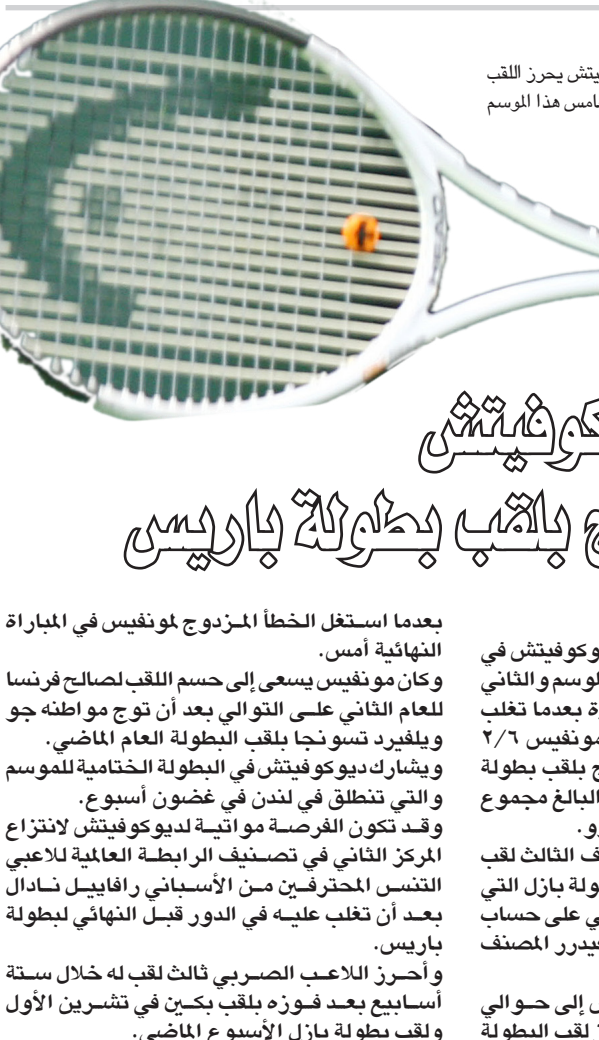 يتش يحرز اللقب
امس هذا الموسم
كوفيتش
ج بلقب بطولة باريس
وكوفيتش في
لموسم والثاني
ة بعدما تغلب
مونفيس ٢/٦
ج بلقب بطولة
البالغ مجموع
رو.
ف الثالث لقب
ولة بازل التي
ي على حساب
يدرر المصنف
ل إلى حوالي
ز لقب البطولة
بعدما استغل الخطأ المزدوج لمونفيس في المباراة
النهائية أمس.
وكان مونفيس يسعى إلى حسم اللقب لصالح فرنسا
للعام الثاني على التوالي بعد أن توج مواطنه جو
ويلفيرد تسونجا بلقب البطولة العام الماضي.
ويشارك ديوكوفيتش في البطولة الختامية للموسم
والتي تنطلق في لندن في غضون أسبوع.
وقد تكون الفرصة مواتية لديوكوفيتش لانتزاع
المركز الثاني في تصنيف الرابطة العالمية للاعبي
التنس المحترفين من الأسباني رافاييل نادال
بعد أن تغلب عليه في الدور قبل النهائي لبطولة
باريس.
وأحرز اللاعب الصربي ثالث لقب له خلال ستة
أسابيع بعد فوزه بلقب بكين في تشرين الأول
ولقب بطولة بازل الأسبوع الماضي.